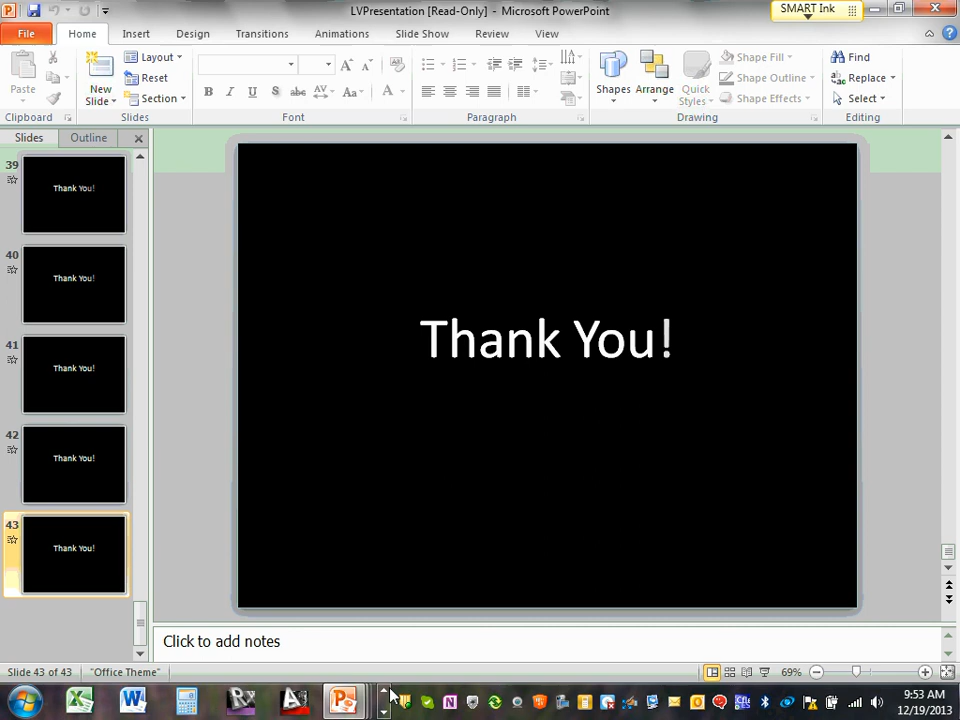 LVPresentation [Read-Only] - Microsoft PowerPoint
SMART Ink
File Home Insert Design Transitions Animations Slide Show Review View
Paste
New Slide
Layout
Reset
Section
B I U S abc AV Aa A
Shapes
Arrange
Quick Styles
Shape Fill
Shape Outline
Shape Effects
Find
Replace
Select
Clipboard Slides Font Paragraph Drawing Editing
Slides Outline
39
Thank You!
40
Thank You!
41
Thank You!
42
Thank You!
43
Thank You!
Thank You!
Click to add notes
Slide 43 of 43 "Office Theme" 69%
9:53 AM
12/19/2013